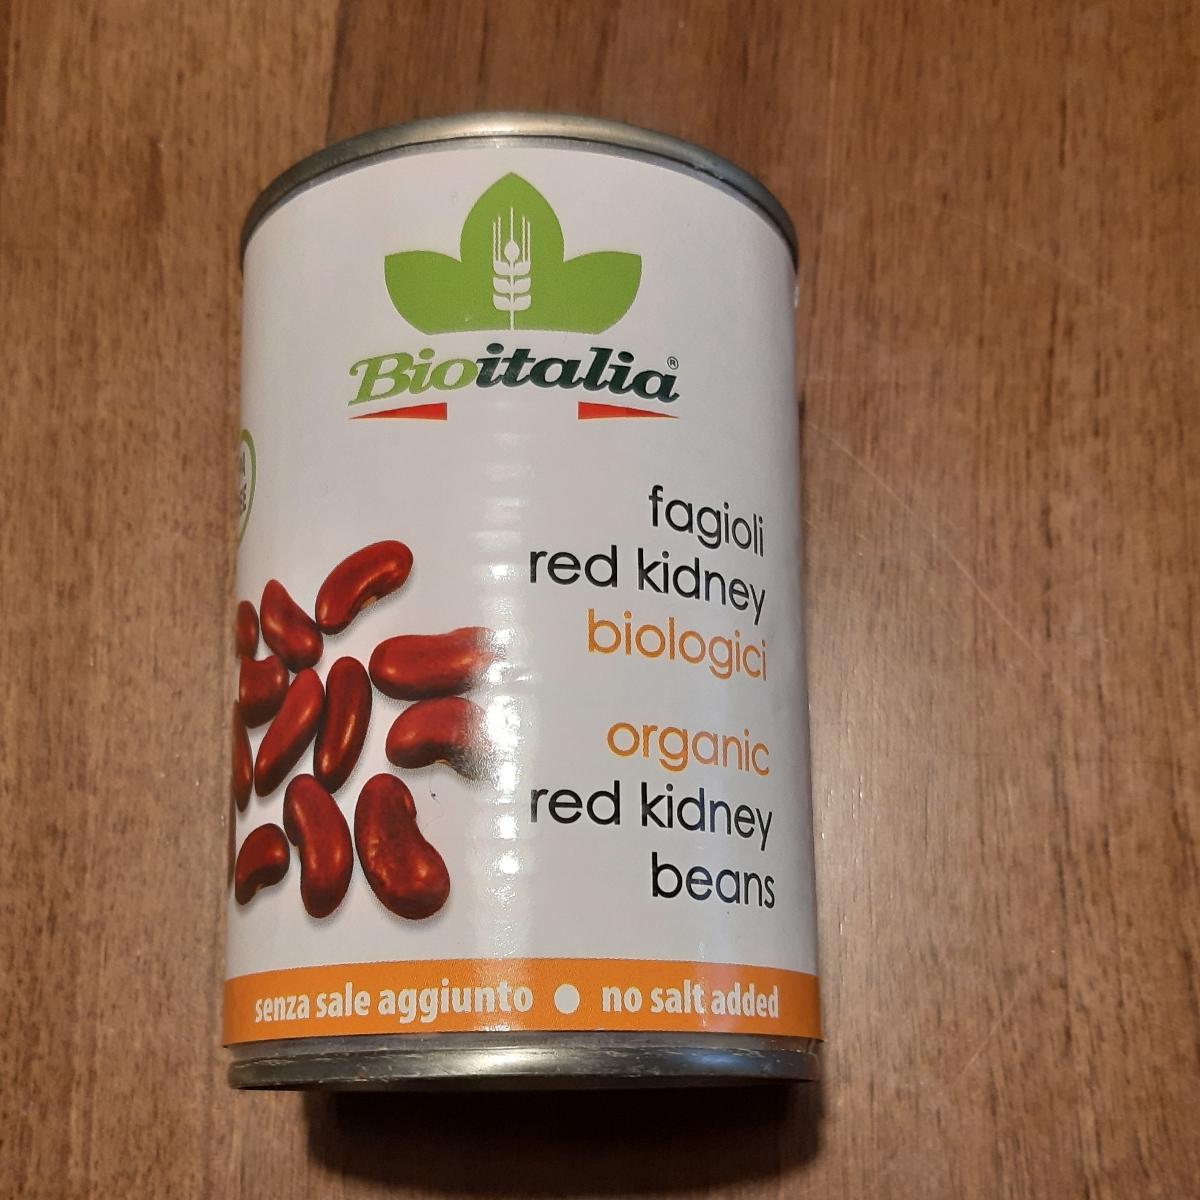 Bioitalia®
fagioli
red kidney
biologici
organic
red kidney
beans
senza sale aggiunto ● no salt added